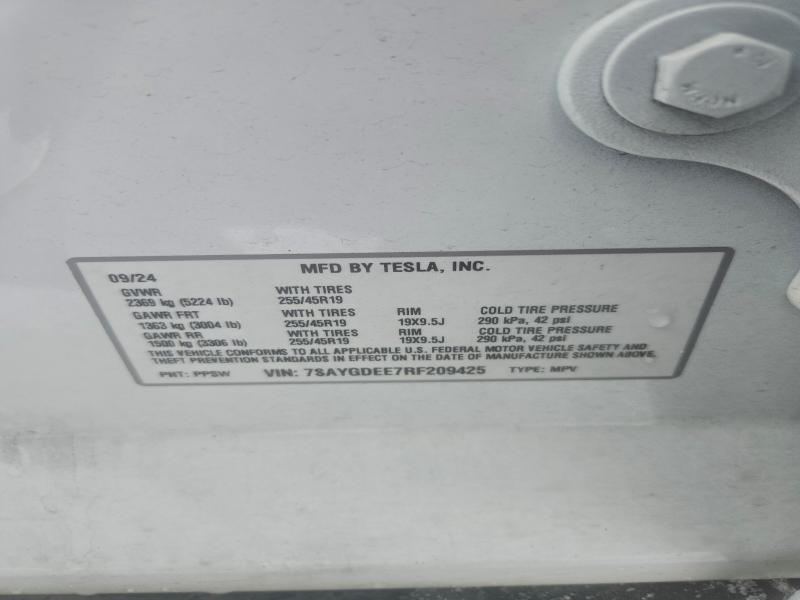 MFD BY TESLA, INC.
09/24
GVWR WITH TIRES
2369 kg (5224 lb) 255/45R19
GAWR FRT WITH TIRES RIM COLD TIRE PRESSURE
1363 kg (3004 lb) 255/45R19 19X9.5J 290 kPa, 42 psi
GAWR RR WITH TIRES RIM COLD TIRE PRESSURE
1500 kg (3306 lb) 255/45R19 19X9.5J 290 kPa, 42 psi
THIS VEHICLE CONFORMS TO ALL APPLICABLE U.S. FEDERAL MOTOR VEHICLE SAFETY AND
THEFT PREVENTION STANDARDS IN EFFECT ON THE DATE OF MANUFACTURE SHOWN ABOVE.
PNT: PPSW VIN: 7SAYGDEE7RF209425 TYPE: MPV